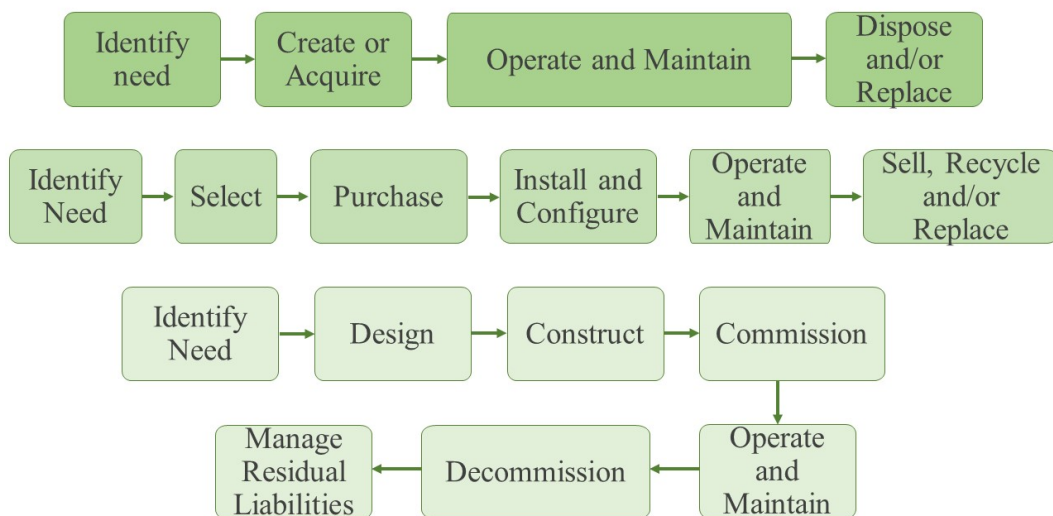 Identify
need
Create or
Acquire
Operate and Maintain
Dispose
and/or
Replace
Identify
Need
Select
Purchase
Install and
Configure
Operate
and
Maintain
Sell, Recycle
and/or
Replace
Identify
Need
Design
Construct
Commission
Operate
and
Maintain
Decommission
Manage
Residual
Liabilities